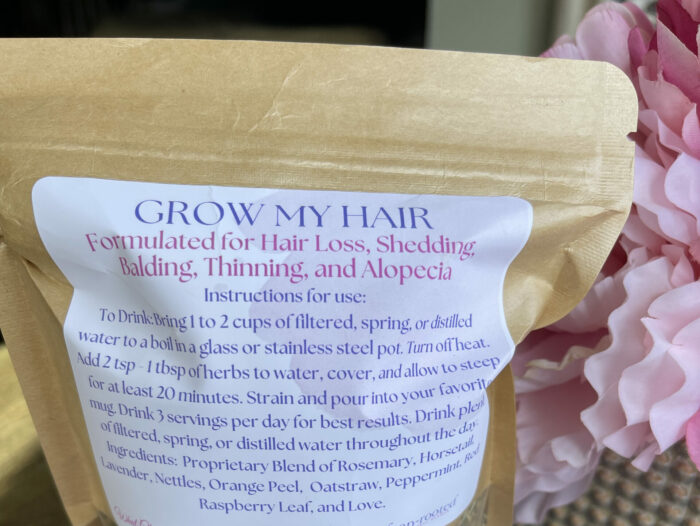 GROW MY HAIR
Formulated for Hair Loss, Shedding,
Balding, Thinning, and Alopecia
Instructions for use:
To Drink:Bring 1 to 2 cups of filtered, spring, or distilled
water to a boil in a glass or stainless steel pot. Turn off heat.
Add 2 tsp - 1 tbsp of herbs to water, cover, and allow to steep
for at least 20 minutes. Strain and pour into your favorite
mug. Drink 3 servings per day for best results. Drink
of filtered, spring, or distilled water throughout the day.
Ingredients: Proprietary Blend of Rosemary, Horsetail,
Lavender, Nettles, Orange Peel, Oatstraw, Peppermint, Red
Raspberry Leaf, and Love.